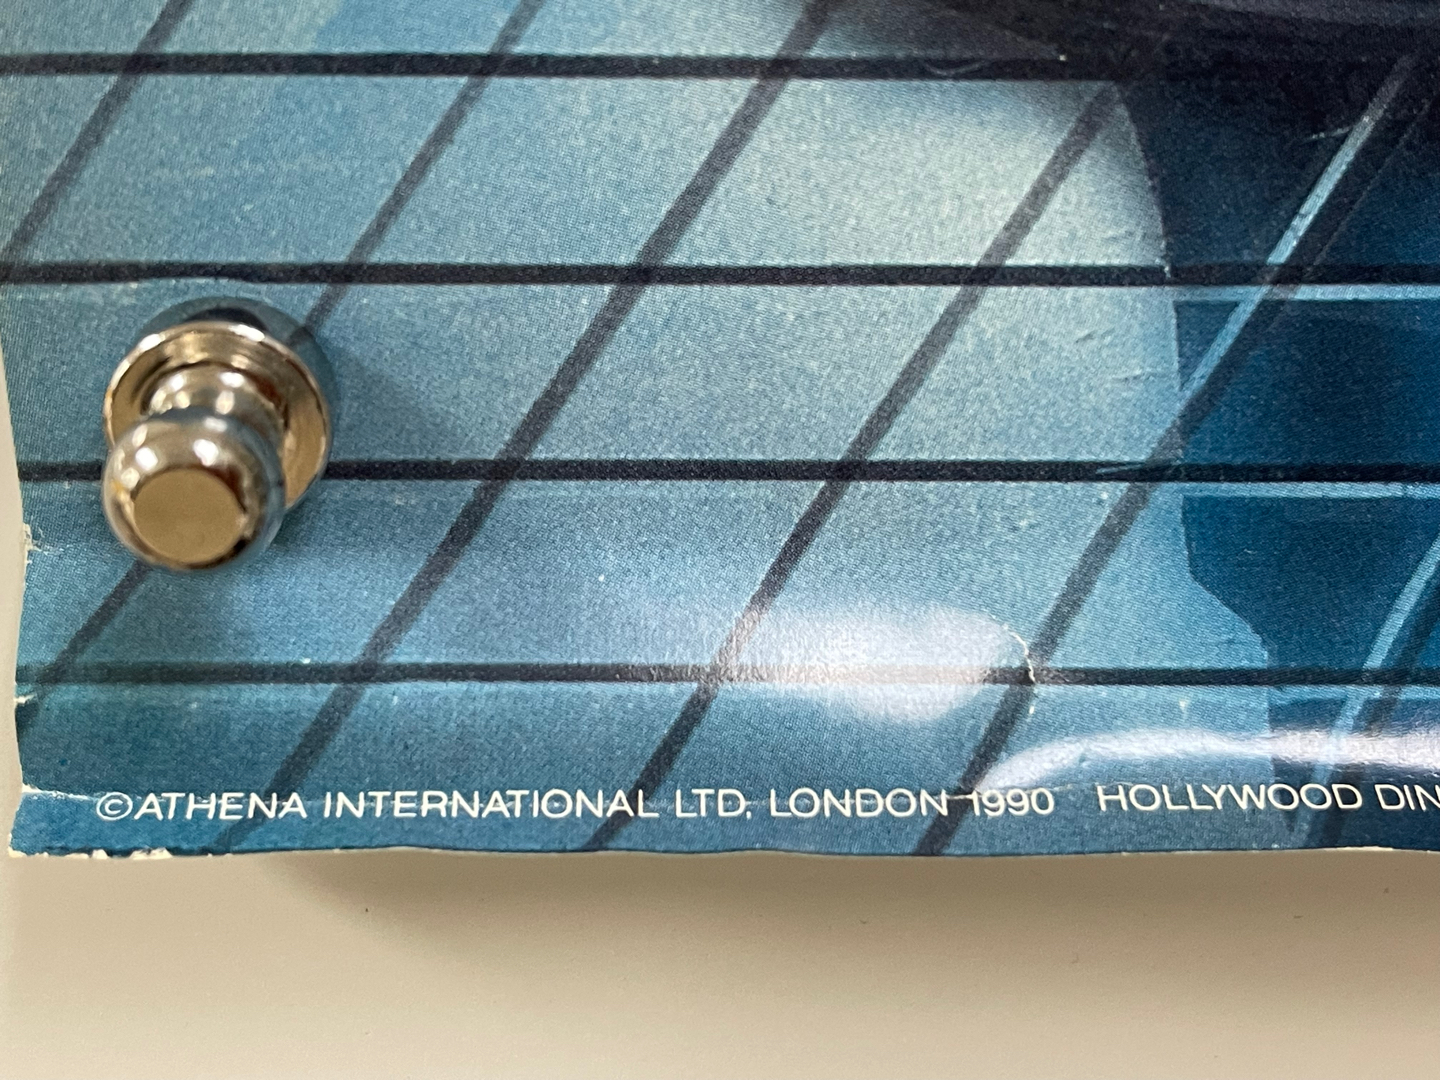 ©ATHENA INTERNATIONAL LTD, LONDON 1990 HOLLYWOOD DIN